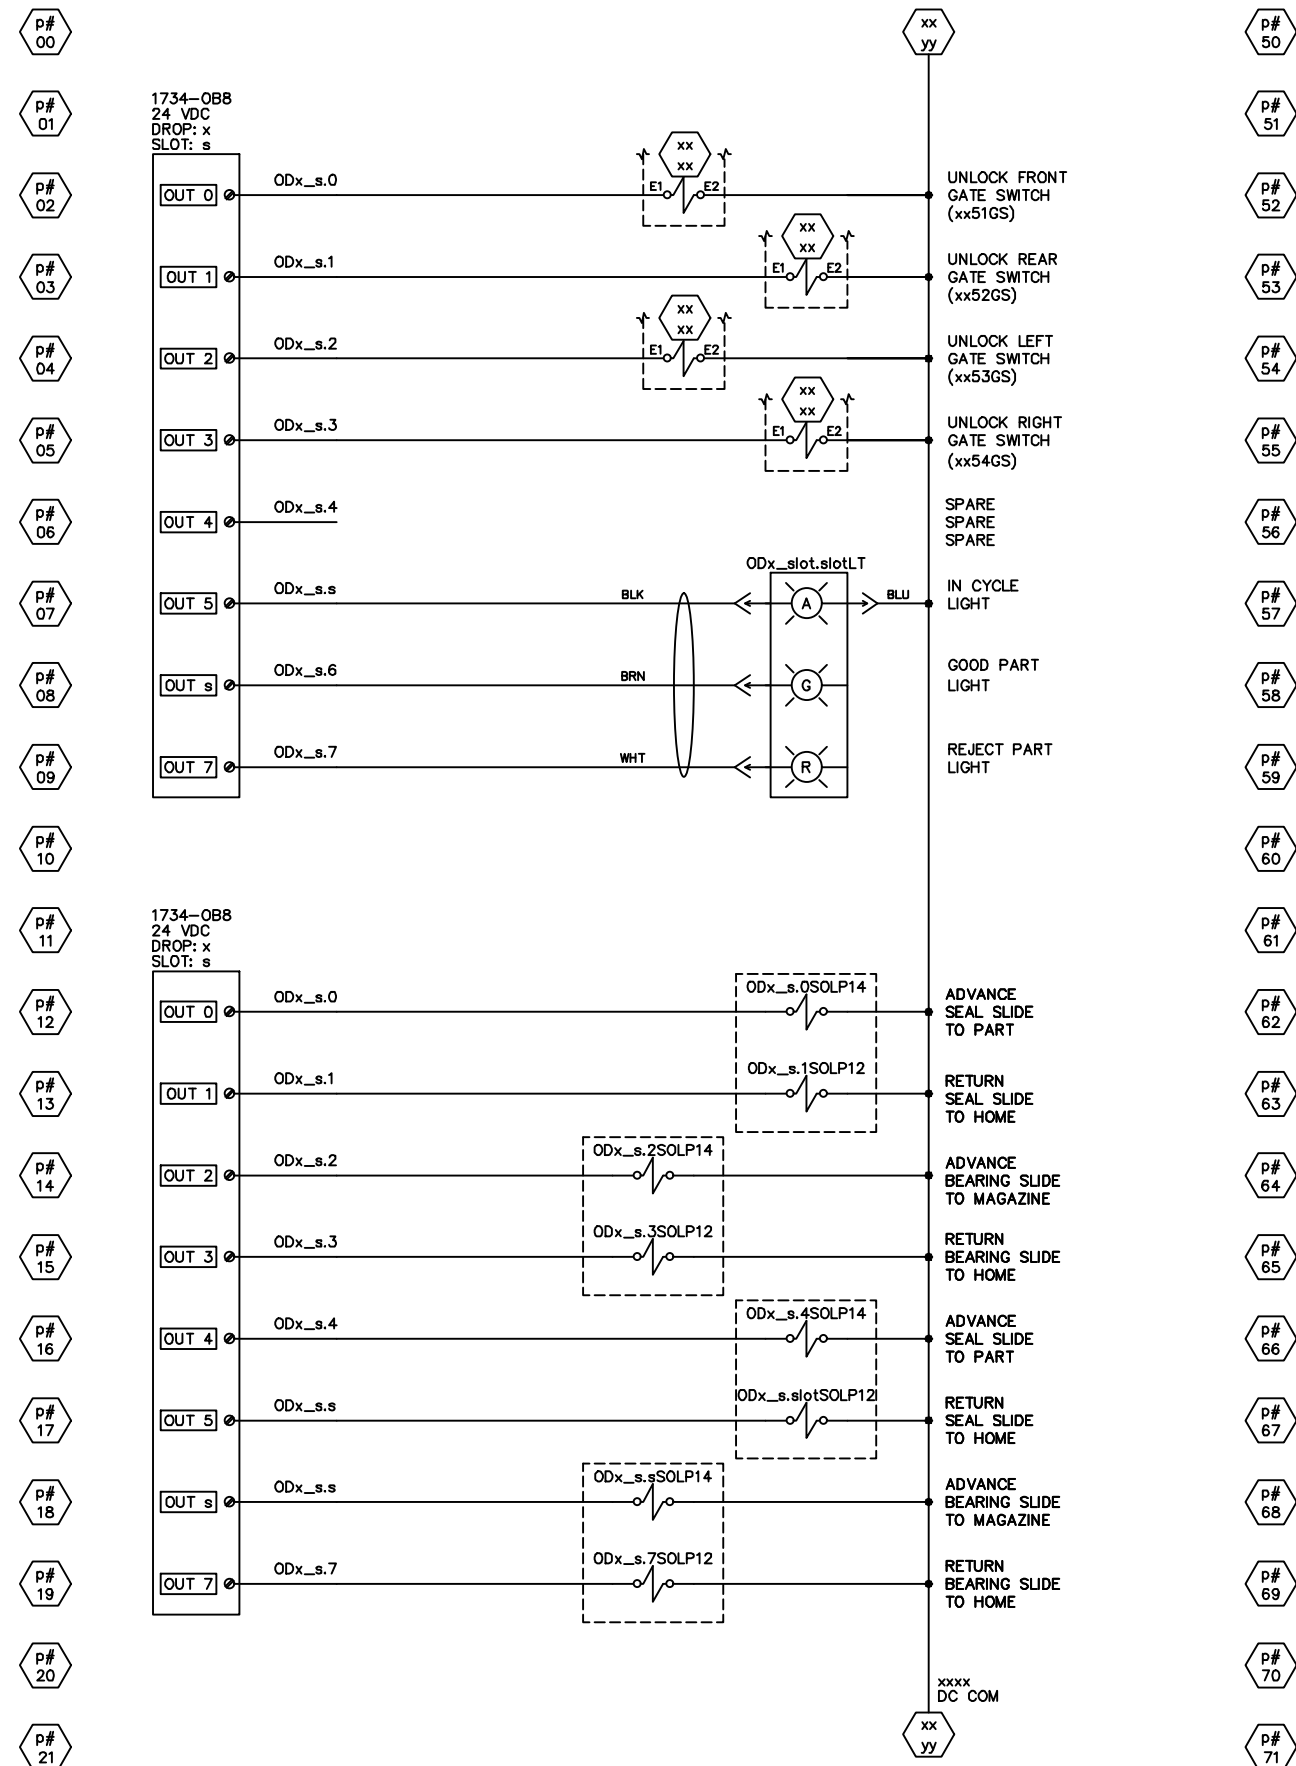 p#
00
xx
yy
p#
50
p#
01
1734-OB8
24 VDC
DROP: x
SLOT: s
p#
51
p#
02
OUT 0
ODx_s.0
xx
xx
E1
E2
UNLOCK FRONT
GATE SWITCH
(xx51GS)
p#
52
p#
03
OUT 1
ODx_s.1
xx
xx
E1
E2
UNLOCK REAR
GATE SWITCH
(xx52GS)
p#
53
p#
04
OUT 2
ODx_s.2
xx
xx
E1
E2
UNLOCK LEFT
GATE SWITCH
(xx53GS)
p#
54
p#
05
OUT 3
ODx_s.3
xx
xx
E1
E2
UNLOCK RIGHT
GATE SWITCH
(xx54GS)
p#
55
p#
06
OUT 4
ODx_s.4
SPARE
SPARE
SPARE
p#
56
p#
07
OUT 5
ODx_s.s
BLK
ODx_slot.slotLT
A
BLU
IN CYCLE
LIGHT
p#
57
p#
08
OUT s
ODx_s.6
BRN
G
GOOD PART
LIGHT
p#
58
p#
09
OUT 7
ODx_s.7
WHT
R
REJECT PART
LIGHT
p#
59
p#
10
p#
60
p#
11
1734-OB8
24 VDC
DROP: x
SLOT: s
p#
61
p#
12
OUT 0
ODx_s.0
ODx_s.0SOLP14
ADVANCE
SEAL SLIDE
TO PART
p#
62
p#
13
OUT 1
ODx_s.1
ODx_s.1SOLP12
RETURN
SEAL SLIDE
TO HOME
p#
63
p#
14
OUT 2
ODx_s.2
ODx_s.2SOLP14
ADVANCE
BEARING SLIDE
TO MAGAZINE
p#
64
p#
15
OUT 3
ODx_s.3
ODx_s.3SOLP12
RETURN
BEARING SLIDE
TO HOME
p#
65
p#
16
OUT 4
ODx_s.4
ODx_s.4SOLP14
ADVANCE
SEAL SLIDE
TO PART
p#
66
p#
17
OUT 5
ODx_s.s
ODx_s.slotSOLP12
RETURN
SEAL SLIDE
TO HOME
p#
67
p#
18
OUT s
ODx_s.s
ODx_s.sSOLP14
ADVANCE
BEARING SLIDE
TO MAGAZINE
p#
68
p#
19
OUT 7
ODx_s.7
ODx_s.7SOLP12
RETURN
BEARING SLIDE
TO HOME
p#
69
p#
20
xxxx
DC COM
p#
70
p#
21
xx
yy
p#
71